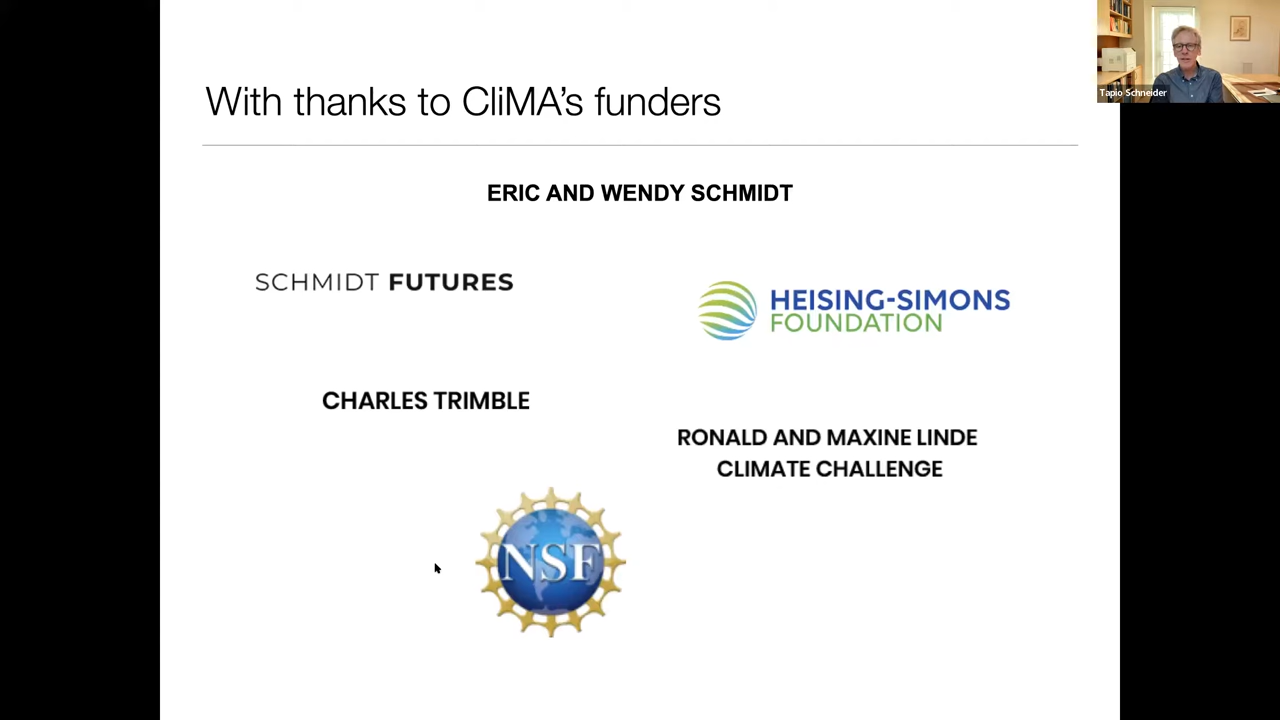 With thanks to CliMA's funders
Tapio Schneider
ERIC AND WENDY SCHMIDT
SCHMIDT FUTURES
HEISING-SIMONS
FOUNDATION
CHARLES TRIMBLE
RONALD AND MAXINE LINDE
CLIMATE CHALLENGE
NSF